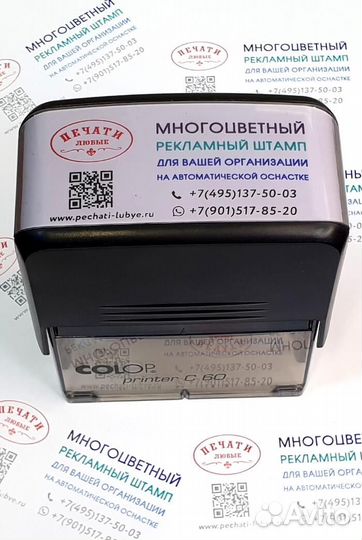 МНОГОЦВЕТНЫЙ
РЕКЛАМНЫЙ ШТАМП
ДЛЯ ВАШЕЙ ОРГАНИЗАЦИИ
НА АВТОМАТИЧЕСКОЙ ОСНАСТКЕ
+7(495)137-50-03
+7(901)517-85-20
ПЕЧАТИ
ЛЮБЫЕ
МНОГОЦВЕТНЫЙ
РЕКЛАМНЫЙ ШТАМП
ДЛЯ ВАШЕЙ ОРГАНИЗАЦИИ
НА АВТОМАТИЧЕСКОЙ ОСНАСТКЕ
ПЕЧАТИ
ЛЮБЫЕ
МНОГОЦВЕТНЫЙ
РЕКЛАМНЫЙ ШТАМП
ДЛЯ ВАШЕЙ ОРГАНИЗАЦИИ
НА АВТОМАТИЧЕСКОЙ ОСНАСТКЕ
+7(495)137-50-03
+7(901)517-85-20
www.pechati-lubye.ru
COLOP
printer C 60
+7(495)137-50-03
+7(901)517-85-20
ПЕЧАТИ
ЛЮБЫЕ
МНОГОЦВЕТНЫЙ
РЕКЛАМНЫЙ ШТАМП
ДЛЯ ВАШЕЙ ОРГАНИЗАЦИИ
НА АВТОМАТИЧЕСКОЙ ОСНАСТКЕ
+7(495)137-50-03
+7(901)517-85-20
www.pechati-lubye.ru
Avito